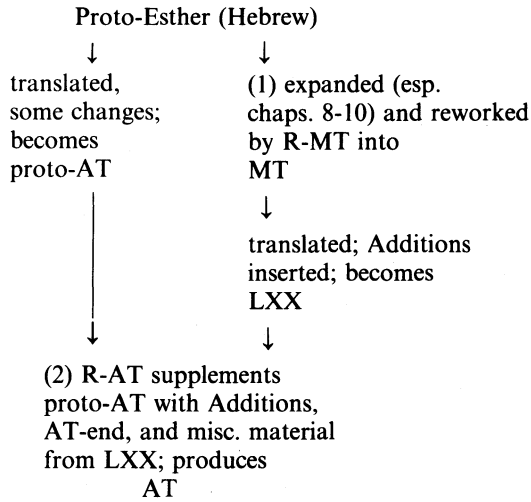 Proto-Esther (Hebrew)
↓ ↓
translated,
some changes;
becomes
proto-AT
(1) expanded (esp.
chaps. 8-10) and reworked
by R-MT into
MT
↓
translated; Additions
inserted; becomes
LXX
↓ ↓
(2) R-AT supplements
proto-AT with Additions,
AT-end, and misc. material
from LXX; produces
AT